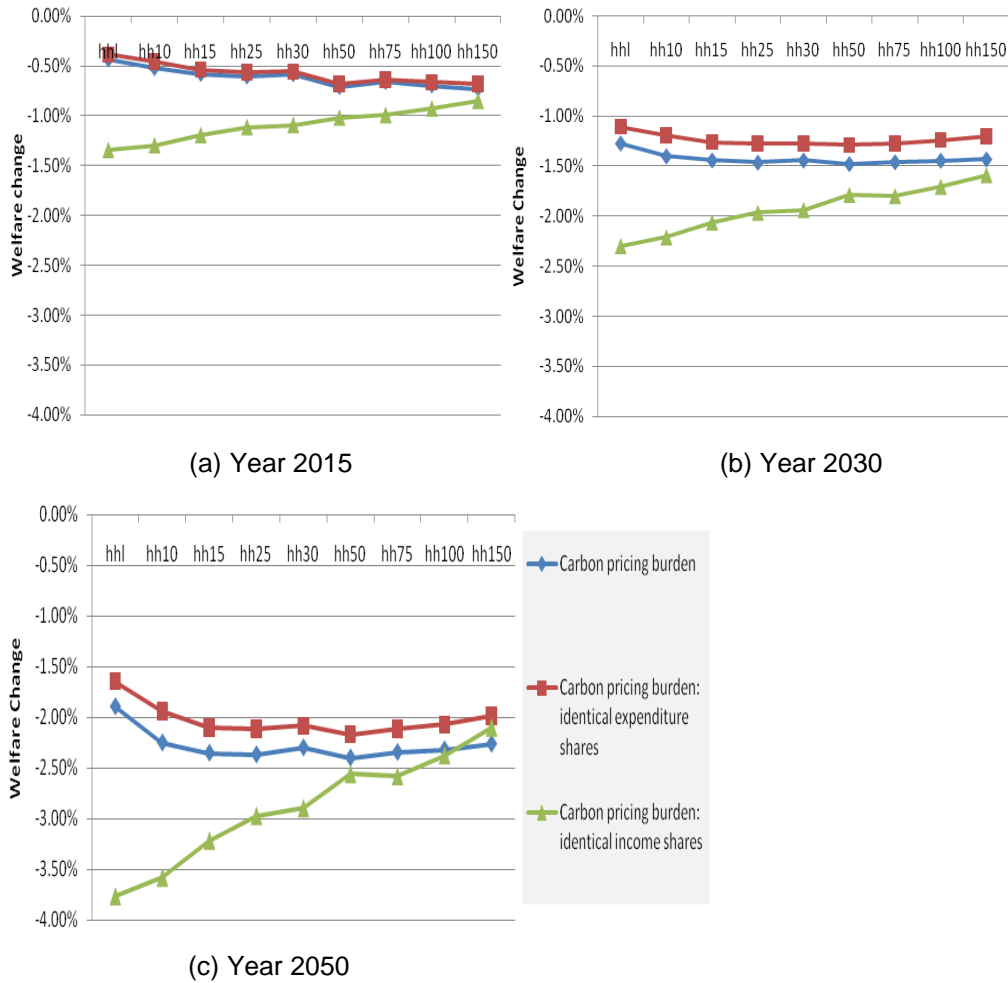 0.00%
hhl hh10 hh15 hh25 hh30 hh50 hh75 hh100 hh150
-0.50%
-1.00%
-1.50%
-2.00%
-2.50%
-3.00%
-3.50%
-4.00%
Welfare change
(a) Year 2015
0.00%
hhl hh10 hh15 hh25 hh30 hh50 hh75 hh100 hh150
-0.50%
-1.00%
-1.50%
-2.00%
-2.50%
-3.00%
-3.50%
-4.00%
Welfare Change
(b) Year 2030
0.00%
hhl hh10 hh15 hh25 hh30 hh50 hh75 hh100 hh150
-0.50%
-1.00%
-1.50%
-2.00%
-2.50%
-3.00%
-3.50%
-4.00%
Welfare Change
(c) Year 2050
Carbon pricing burden
Carbon pricing burden:
identical expenditure
shares
Carbon pricing burden:
identical income shares